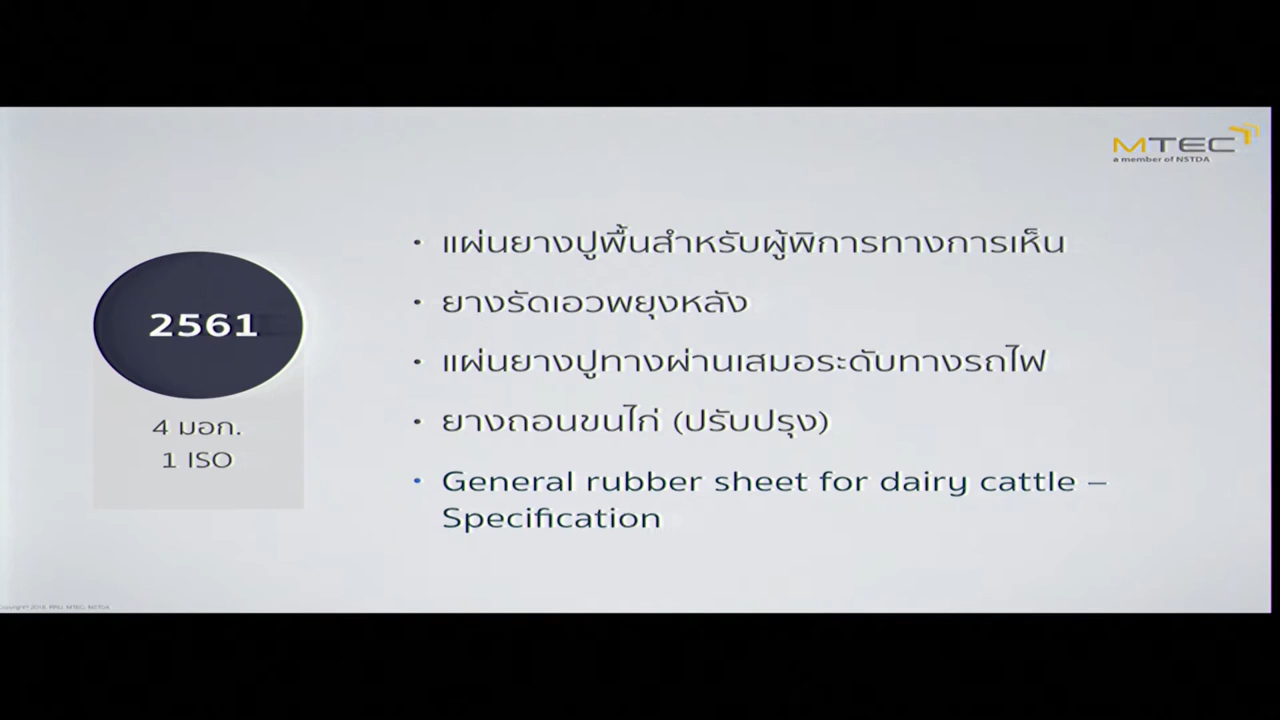 MTEC
a member of NSTDA
2561
4 มอก.
1 ISO
• แผ่นยางปูพื้นสำหรับผู้พิการทางการเห็น
• ยางรัดเอวพยุงหลัง
• แผ่นยางปูทางผ่านเสมอระดับทางรถไฟ
• ยางถอนขนไก่ (ปรับปรุง)
• General rubber sheet for dairy cattle –
Specification